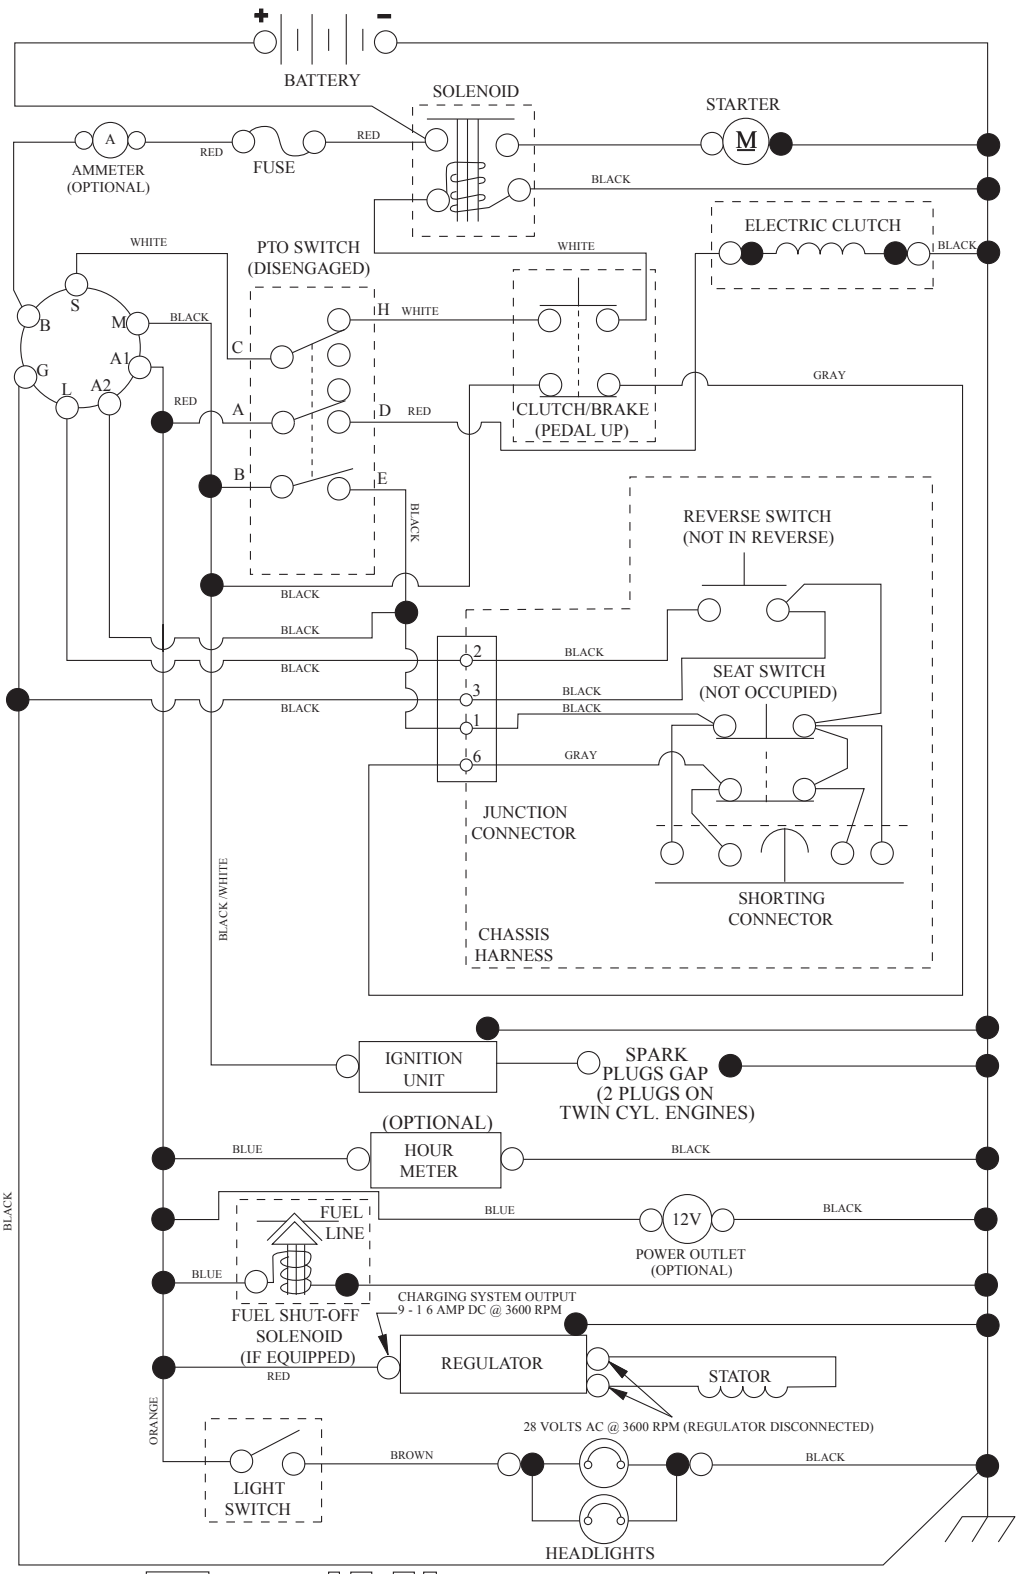 + -
BATTERY
SOLENOID
STARTER
A
M
RED
FUSE
RED
AMMETER
(OPTIONAL)
BLACK
ELECTRIC CLUTCH
BLACK
WHITE
PTO SWITCH
(DISENGAGED)
WHITE
S
B
M
BLACK
H
WHITE
C
A1
G
L
A2
RED
A
D
RED
GRAY
CLUTCH/BRAKE
(PEDAL UP)
B
E
BLACK
REVERSE SWITCH
(NOT IN REVERSE)
BLACK
BLACK
2
BLACK
BLACK
SEAT SWITCH
(NOT OCCUPIED)
3
BLACK
BLACK
BLACK
1
6
GRAY
JUNCTION
CONNECTOR
BLACK /WHITE
SHORTING
CONNECTOR
CHASSIS
HARNESS
IGNITION
UNIT
SPARK
PLUGS GAP
(2 PLUGS ON
TWIN CYL. ENGINES)
(OPTIONAL)
HOUR
METER
BLUE
BLACK
BLACK
FUEL
LINE
BLUE
12V
BLACK
POWER OUTLET
(OPTIONAL)
BLUE
CHARGING SYSTEM OUTPUT
9 - 1 6 AMP DC @ 3600 RPM
FUEL SHUT-OFF
SOLENOID
(IF EQUIPPED)
RED
REGULATOR
STATOR
ORANGE
28 VOLTS AC @ 3600 RPM (REGULATOR DISCONNECTED)
BROWN
BLACK
LIGHT
SWITCH
HEADLIGHTS